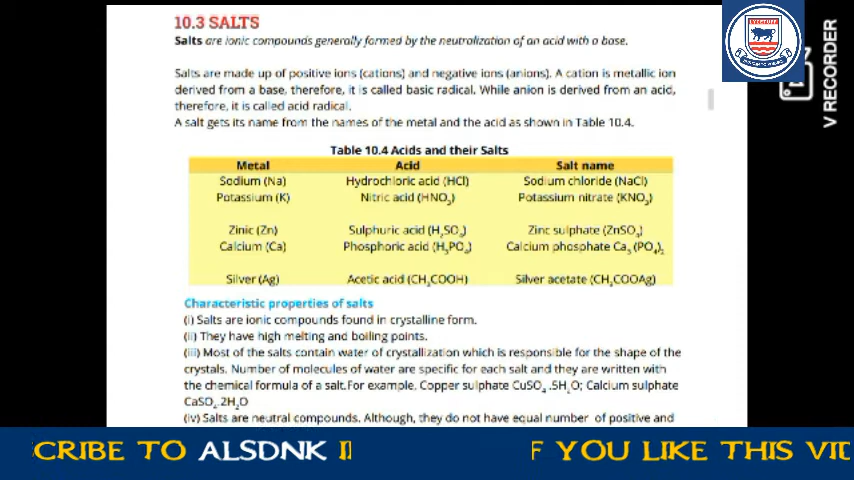 10.3 SALTS
Salts are ionic compounds generally formed by the neutralization of an acid with a base.
Salts are made up of positive ions (cations) and negative ions (anions). A cation is metallic ion
derived from a base, therefore, it is called basic radical. While anion is derived from an acid,
therefore, it is called acid radical.
A salt gets its name from the names of the metal and the acid as shown in Table 10.4.
Table 10.4 Acids and their Salts
Metal Acid Salt name
Sodium (Na) Hydrochloric acid (HCl) Sodium chloride (NaCl)
Potassium (K) Nitric acid (HNO₃) Potassium nitrate (KNO₃)
Zinic (Zn) Sulphuric acid (H₂SO₄) Zinc sulphate (ZnSO₄)
Calcium (Ca) Phosphoric acid (H₃PO₄) Calcium phosphate Ca₃(PO₄)₂
Silver (Ag) Acetic acid (CH₃COOH) Silver acetate (CH₃COOAg)
Characteristic properties of salts
(i) Salts are ionic compounds found in crystalline form.
(ii) They have high melting and boiling points.
(iii) Most of the salts contain water of crystallization which is responsible for the shape of the
crystals. Number of molecules of water are specific for each salt and they are written with
the chemical formula of a salt.For example, Copper sulphate CuSO₄.5H₂O; Calcium sulphate
CaSO₄.2H₂O
(iv) Salts are neutral compounds. Although, they do not have equal number of positive and
V RECORDER
CRIBE TO ALSDNK F YOU LIKE THIS VID